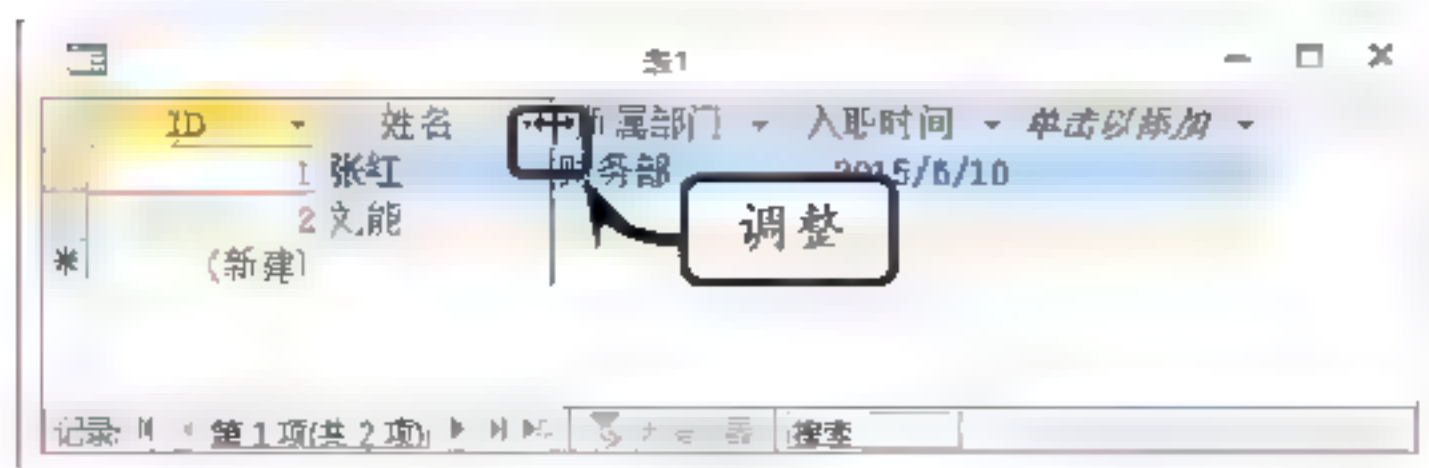 表1
ID 姓名 所属部门 入职时间 单击以添加
1 张红 财务部 2015/6/10
2 文能
(新建)
调整
记录: 第1项(共2项) 搜索